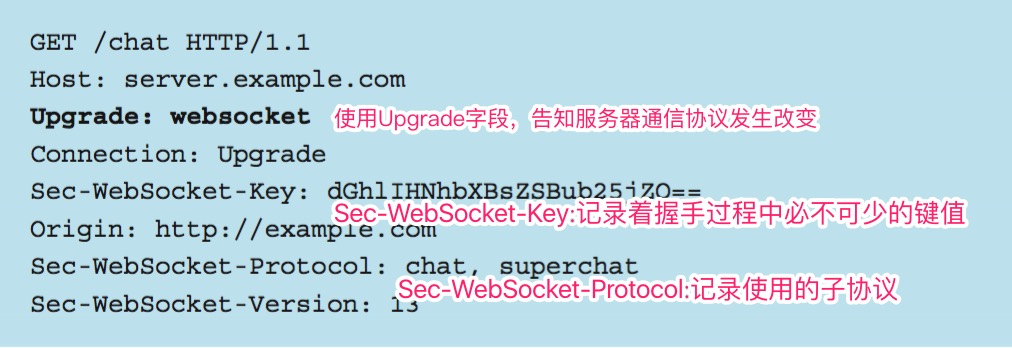 GET /chat HTTP/1.1
Host: server.example.com
Upgrade: websocket 使用Upgrade字段，告知服务器通信协议发生改变
Connection: Upgrade
Sec-WebSocket-Key: dGhlIHNhbXBsZSBub25jZQ==
Sec-WebSocket-Key:记录着握手过程中必不可少的键值
Origin: http://example.com
Sec-WebSocket-Protocol: chat, superchat
Sec-WebSocket-Protocol:记录使用的子协议
Sec-WebSocket-Version: 13